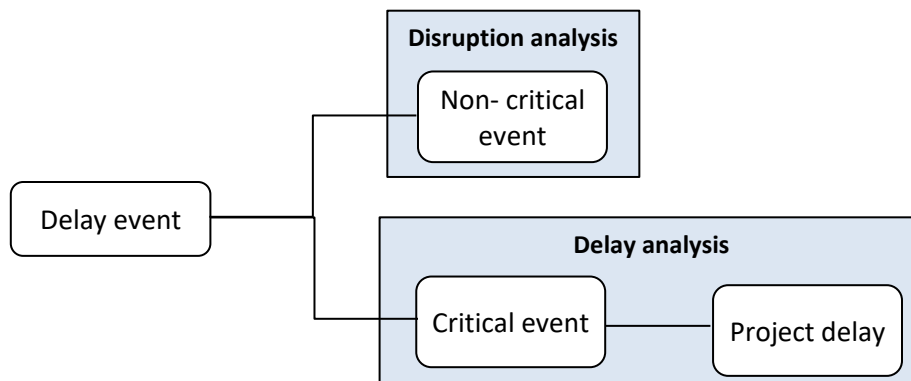 Disruption analysis
Non- critical
event
Delay event
Delay analysis
Critical event
Project delay